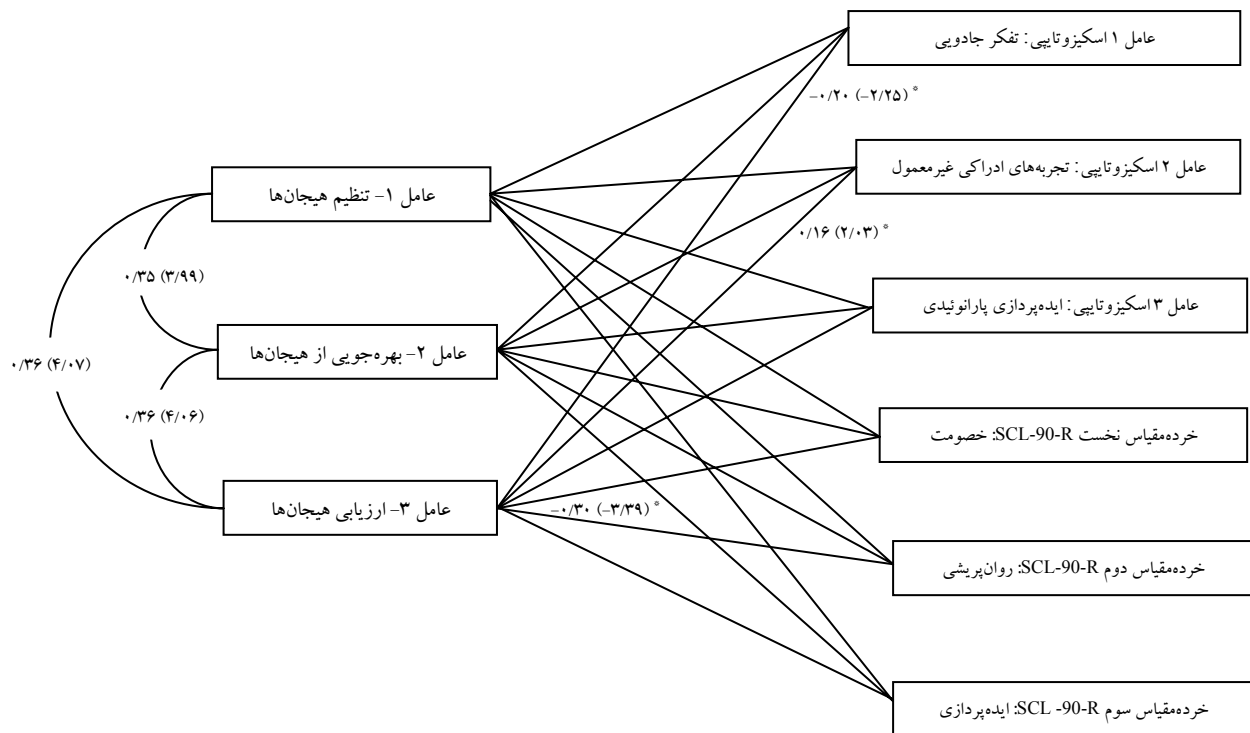 عامل ۱ اسکیزوتایپی: تفکر جادویی
−۰/۲۰ (−۲/۲۵) *
عامل ۲ اسکیزوتایپی: تجربه‌های ادراکی غیرمعمول
عامل ۱– تنظیم هیجان‌ها
۰/۱۶ (۲/۰۳) *
۰/۳۵ (۳/۹۹)
عامل ۳ اسکیزوتایپی: ایده‌پردازی پارانوئیدی
عامل ۲– بهره‌جویی از هیجان‌ها
۰/۳۶ (۴/۰۷)
۰/۳۶ (۴/۰۶)
خرده‌مقیاس نخست SCL-90-R: خصومت
عامل ۳– ارزیابی هیجان‌ها
−۰/۳۰ (−۳/۳۹) *
خرده‌مقیاس دوم SCL-90-R: روان‌پریشی
خرده‌مقیاس سوم SCL -90-R: ایده‌پردازی